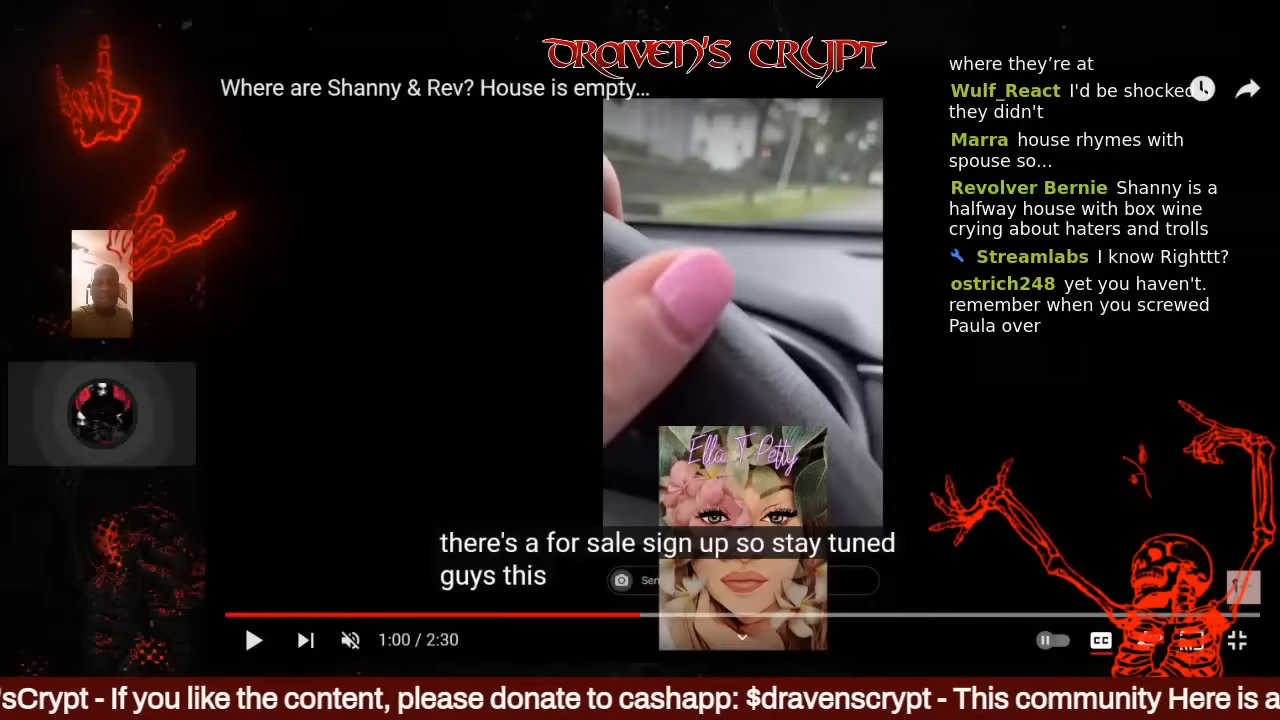 DRAVEN'S CRYPT
Where are Shanny & Rev? House is empty...
where they're at
Wulf_React I'd be shocked
they didn't
Marra house rhymes with
spouse so...
Revolver Bernie Shanny is a
halfway house with box wine
crying about haters and trolls
Streamlabs I know Righttt?
ostrich248 yet you haven't.
remember when you screwed
Paula over
Ella T Petty
there's a for sale sign up so stay tuned
guys this
Sen
1:00 / 2:30
CC
'sCrypt - If you like the content, please donate to cashapp: $dravenscrypt - This community Here is a